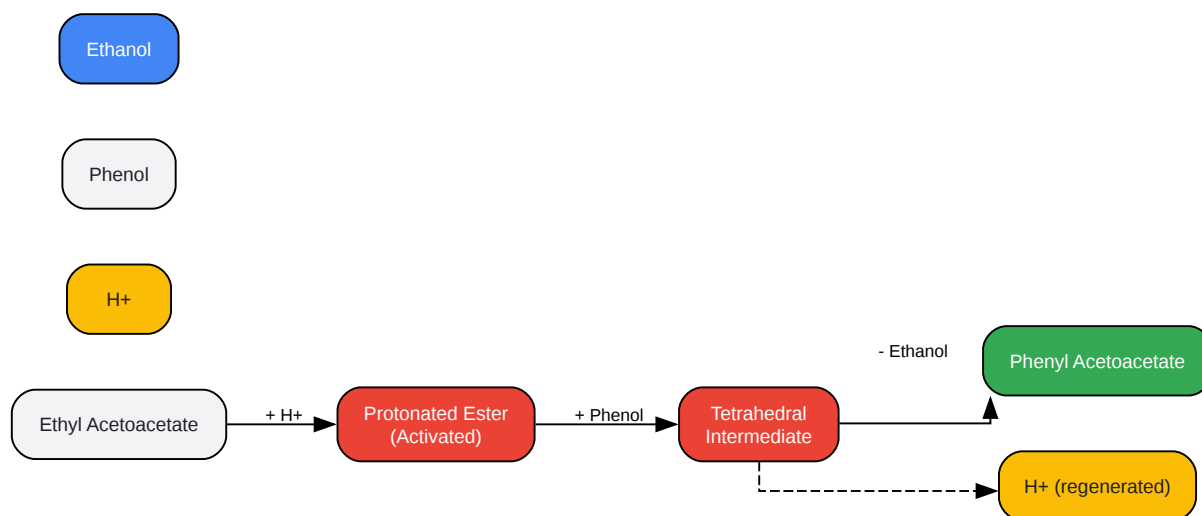 Ethanol
Phenol
H+
- Ethanol
Phenyl Acetoacetate
Ethyl Acetoacetate
+ H+
Protonated Ester
(Activated)
+ Phenol
Tetrahedral
Intermediate
H+ (regenerated)